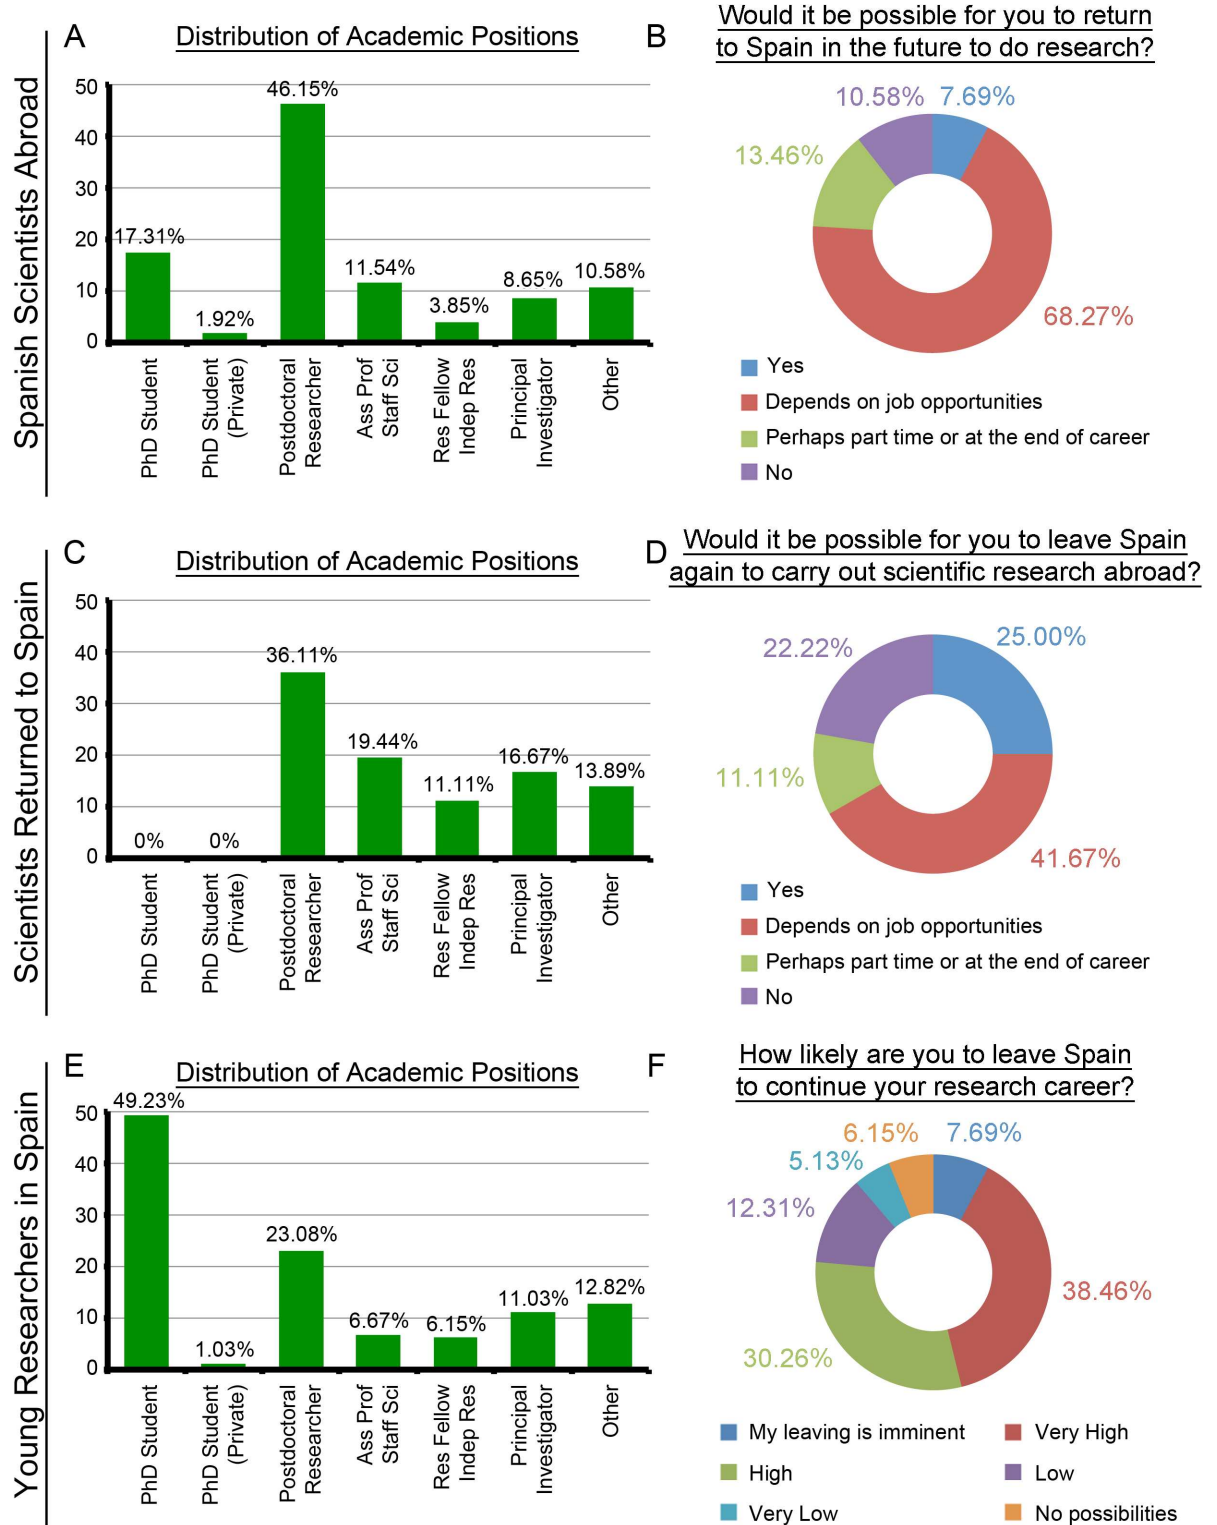 Spanish Scientists Abroad
A
Distribution of Academic Positions
50
40
30
20
10
0
17.31%
1.92%
46.15%
11.54%
3.85%
8.65%
10.58%
PhD Student
PhD Student
(Private)
Postdoctoral
Researcher
Ass Prof
Staff Sci
Res Fellow
Indep Res
Principal
Investigator
Other
B
Would it be possible for you to return
to Spain in the future to do research?
10.58%
7.69%
13.46%
68.27%
Yes
Depends on job opportunities
Perhaps part time or at the end of career
No
Scientists Returned to Spain
C
Distribution of Academic Positions
50
40
30
20
10
0
0%
0%
36.11%
19.44%
11.11%
16.67%
13.89%
PhD Student
PhD Student
(Private)
Postdoctoral
Researcher
Ass Prof
Staff Sci
Res Fellow
Indep Res
Principal
Investigator
Other
D
Would it be possible for you to leave Spain
again to carry out scientific research abroad?
22.22%
25.00%
11.11%
41.67%
Yes
Depends on job opportunities
Perhaps part time or at the end of career
No
Young Researchers in Spain
E
Distribution of Academic Positions
50
40
30
20
10
0
49.23%
1.03%
23.08%
6.67%
6.15%
11.03%
12.82%
PhD Student
PhD Student
(Private)
Postdoctoral
Researcher
Ass Prof
Staff Sci
Res Fellow
Indep Res
Principal
Investigator
Other
F
How likely are you to leave Spain
to continue your research career?
6.15%
7.69%
5.13%
12.31%
38.46%
30.26%
My leaving is imminent
Very High
High
Low
Very Low
No possibilities